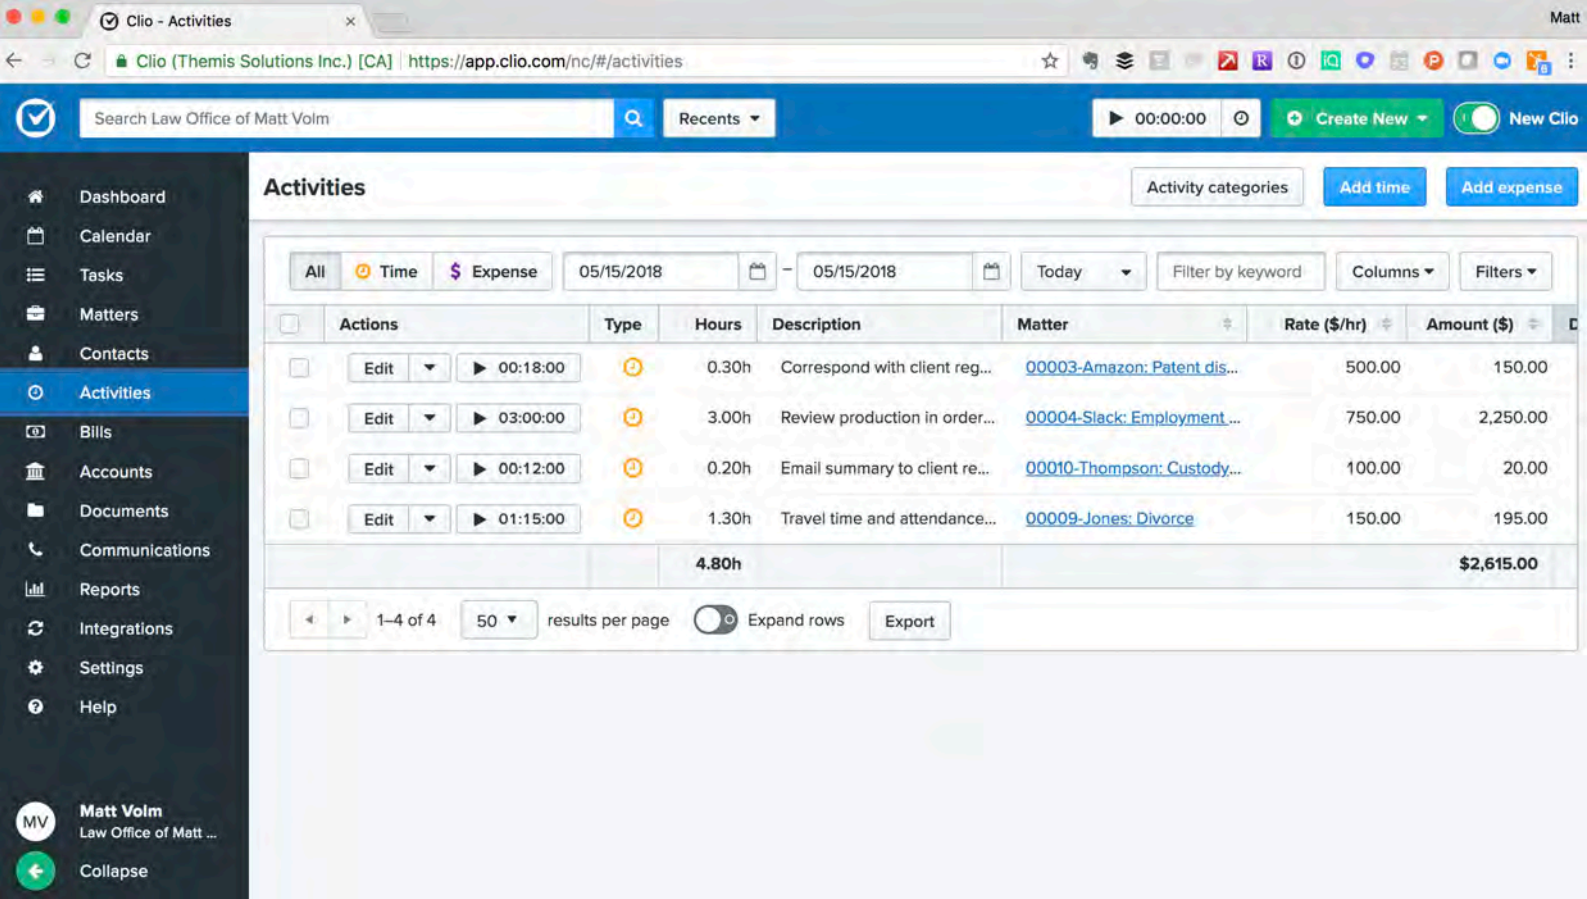 Clio - Activities
Matt
Clio (Themis Solutions Inc.) [CA] https://app.clio.com/nc/#/activities
Search Law Office of Matt Volm
Recents
00:00:00
Create New
New Clio
Dashboard
Calendar
Tasks
Matters
Contacts
Activities
Bills
Accounts
Documents
Communications
Reports
Integrations
Settings
Help
MV
Matt Volm
Law Office of Matt ...
Collapse
Activities
Activity categories
Add time
Add expense
All Time $ Expense 05/15/2018 – 05/15/2018 Today Filter by keyword Columns Filters
Actions Type Hours Description Matter Rate ($/hr) Amount ($) D
Edit 00:18:00 0.30h Correspond with client reg... 00003-Amazon: Patent dis... 500.00 150.00
Edit 03:00:00 3.00h Review production in order... 00004-Slack: Employment ... 750.00 2,250.00
Edit 00:12:00 0.20h Email summary to client re... 00010-Thompson: Custody... 100.00 20.00
Edit 01:15:00 1.30h Travel time and attendance... 00009-Jones: Divorce 150.00 195.00
4.80h $2,615.00
1–4 of 4 50 results per page Expand rows Export